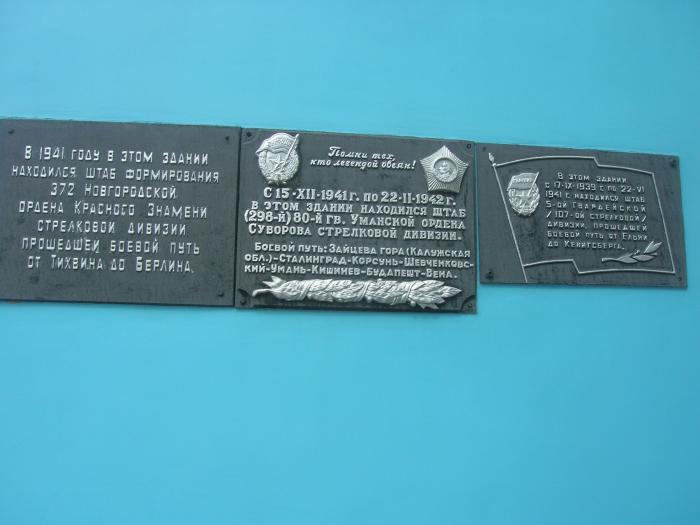 В 1941 ГОДУ В ЭТОМ ЗДАНИИ
НАХОДИЛСЯ ШТАБ ФОРМИРОВАНИЯ
372 НОВГОРОДСКОЙ
ОРДЕНА КРАСНОГО ЗНАМЕНИ
СТРЕЛКОВОЙ ДИВИЗИИ,
ПРОШЕДШЕЙ БОЕВОЙ ПУТЬ
ОТ ТИХВИНА ДО БЕРЛИНА.
Помни тех,
кто легендой овеян!
С 15-XII-1941 г. ПО 22-II-1942 г.
В ЭТОМ ЗДАНИИ НАХОДИЛСЯ ШТАБ
(298-й) 80-й ГВ. УМАНСКОЙ ОРДЕНА
СУВОРОВА СТРЕЛКОВОЙ ДИВИЗИИ.
БОЕВОЙ ПУТЬ: ЗАЙЦЕВА ГОРА (КАЛУЖСКАЯ
ОБЛ.)-СТАЛИНГРАД-КОРСУНЬ-ШЕВЧЕНКОВС-
КИЙ-УМАНЬ-КИШИНЕВ-БУДАПЕШТ-ВЕНА.
В ЭТОМ ЗДАНИИ
С 17-IX-1939 Г. ПО 22-VI
1941 Г. НАХОДИЛСЯ ШТАБ
5-ОЙ ГВАРДЕЙСКОЙ
/107-ОЙ СТРЕЛКОВОЙ/
ДИВИЗИИ, ПРОШЕДШЕЙ
БОЕВОЙ ПУТЬ ОТ ЕЛЬНИ
ДО КЕНИГСБЕРГА.